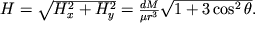 $H = \sqrt{H_x^2 + H_y^2} = \frac{dM}{\mu r^3} \sqrt{1 + 3 \cos^2 \theta}.$